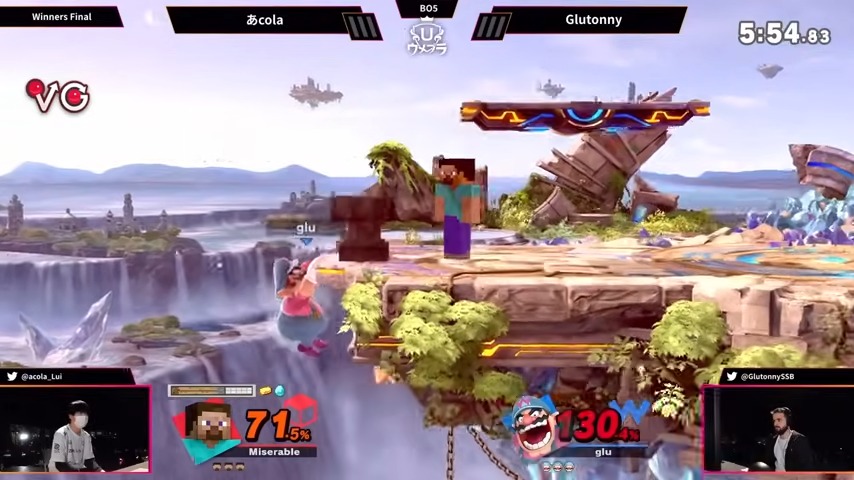 Winners Final
あcola
BO5
Glutonny
U
ウメブラ
5:54.83
VG
glu
@acola_Lui
@GlutonnySSB
71.5%
Miserable
130.4%
glu